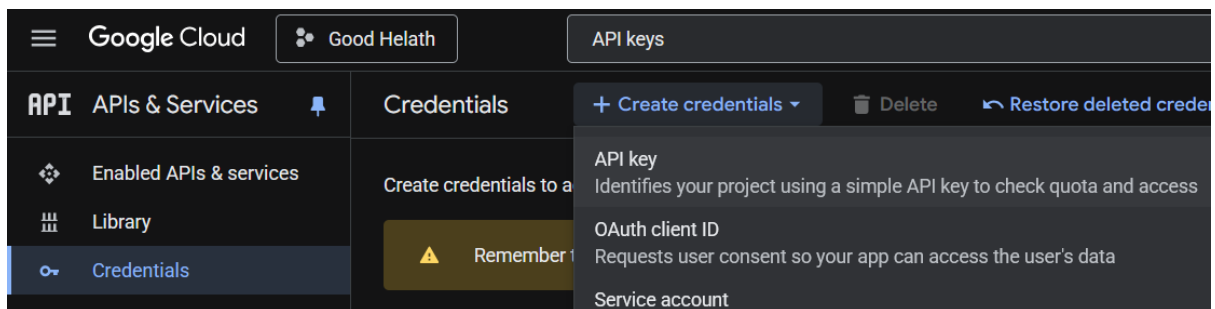 Google Cloud
Good Helath
API keys
API APIs & Services
Credentials
+ Create credentials
Delete
Restore deleted creder
Enabled APIs & services
Library
Credentials
Create credentials to a
Remember t
API key
Identifies your project using a simple API key to check quota and access
OAuth client ID
Requests user consent so your app can access the user's data
Service account